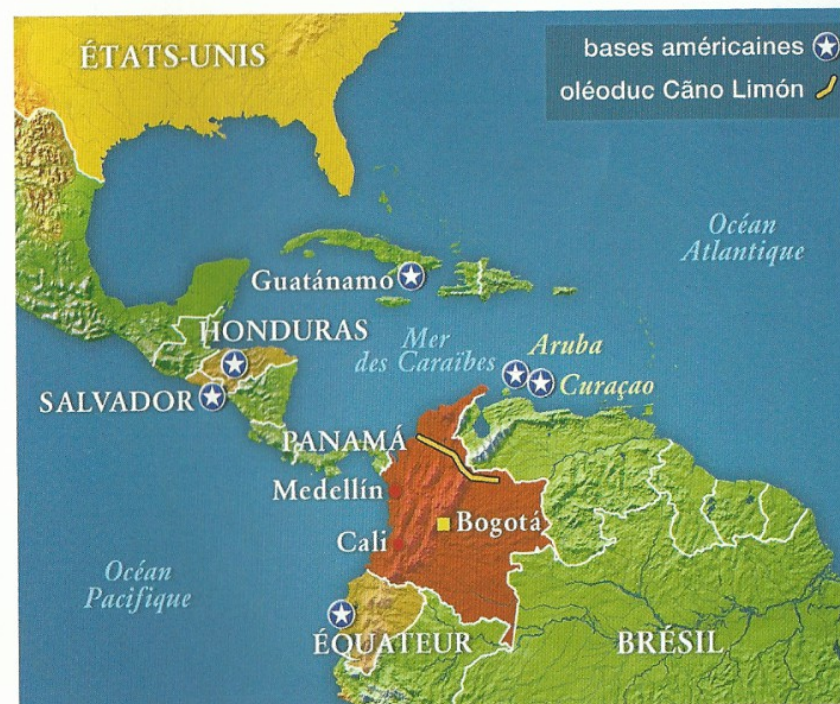 ÉTATS-UNIS
bases américaines
oléoduc Cãno Limón
Océan
Atlantique
Guatánamo
HONDURAS
Mer
des Caraïbes
Aruba
Curaçao
SALVADOR
PANAMÁ
Medellín
Bogotá
Cali
Océan
Pacifique
ÉQUATEUR
BRÉSIL